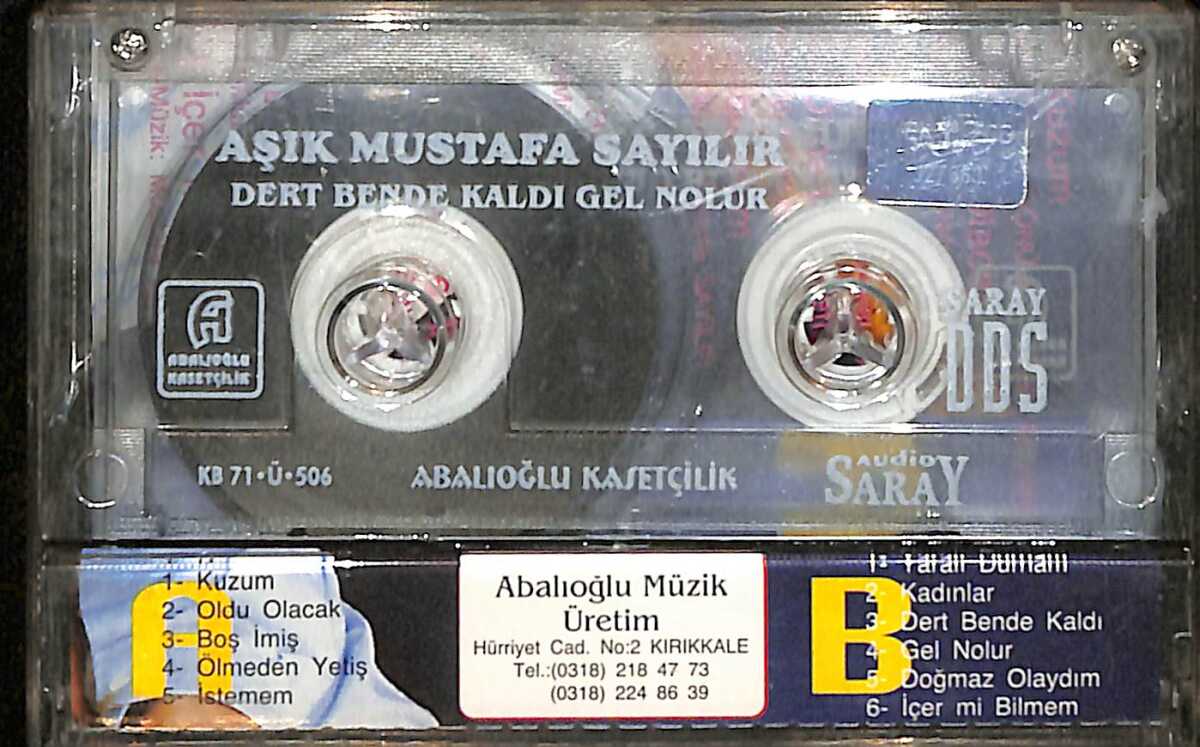 AŞIK MUSTAFA SAYILIR
DERT BENDE KALDI GEL NOLUR
ABALIOĞLU
KASETÇİLİK
SARAY
DDS
KB 71·Ü·506
ABALIOĞLU KASETÇİLİK
AUDİO
SARAY
A
1- Kuzum
2- Oldu Olacak
3- Boş İmiş
4- Ölmeden Yetiş
5- İstemem
Abalıoğlu Müzik
Üretim
Hürriyet Cad. No:2 KIRIKKALE
Tel.:(0318) 218 47 73
(0318) 224 86 39
B
1-
2- Kadınlar
3- Dert Bende Kaldı
4- Gel Nolur
5- Doğmaz Olaydım
6- İçer mi Bilmem